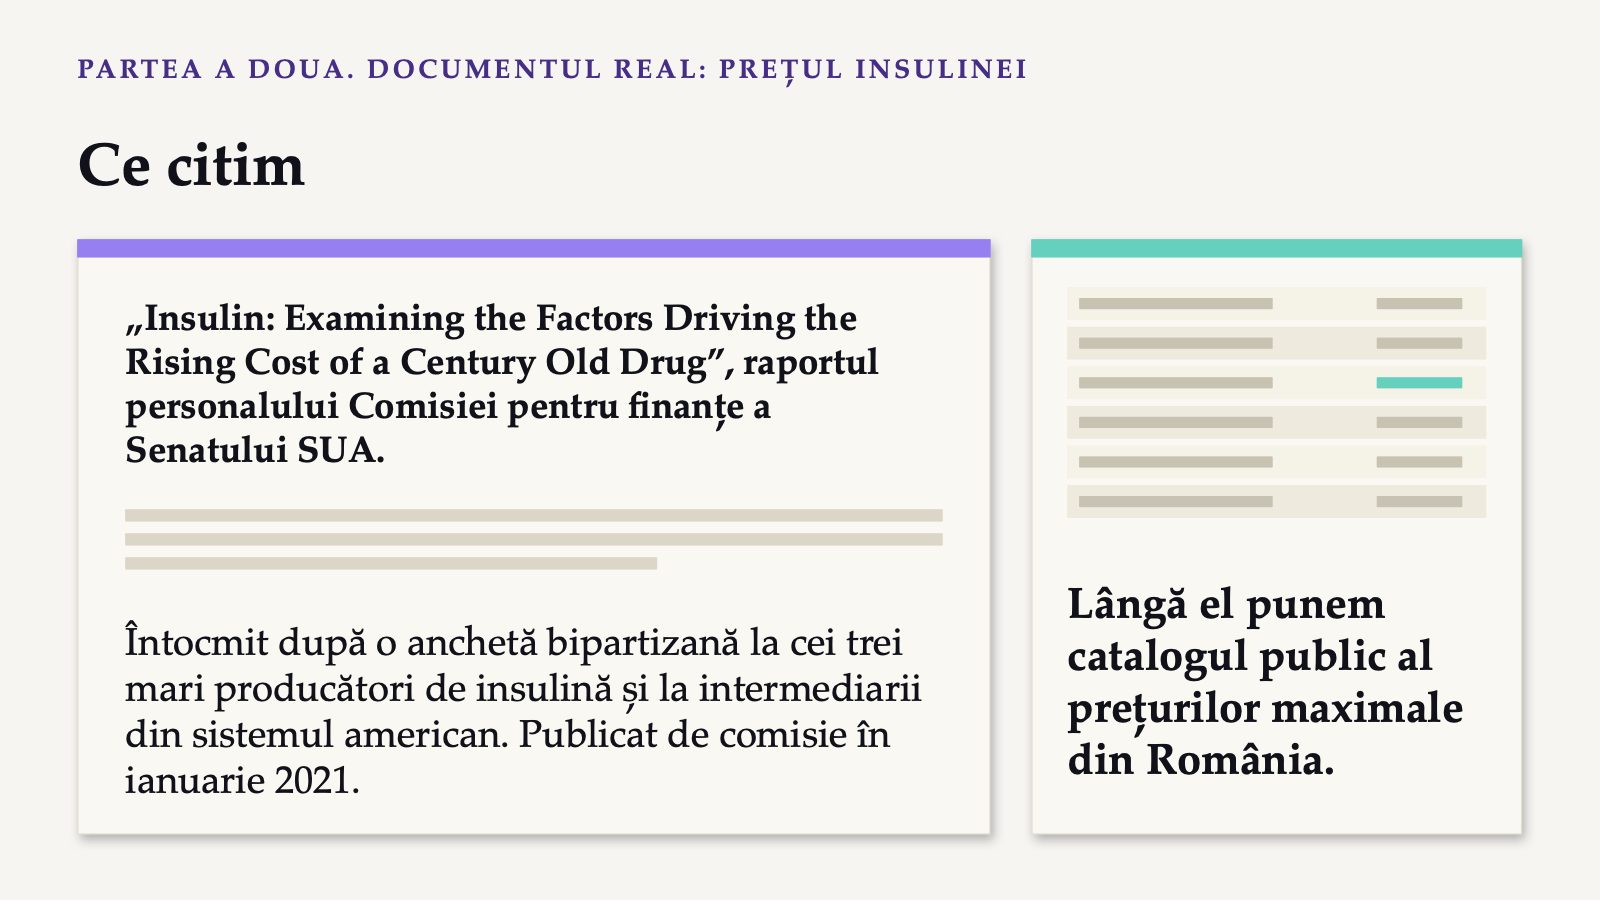 PARTEA A DOUA. DOCUMENTUL REAL: PREȚUL INSULINEI
Ce citim
„Insulin: Examining the Factors Driving the
Rising Cost of a Century Old Drug”, raportul
personalului Comisiei pentru finanțe a
Senatului SUA.
Întocmit după o anchetă bipartizană la cei trei
mari producători de insulină și la intermediarii
din sistemul american. Publicat de comisie în
ianuarie 2021.
Lângă el punem
catalogul public al
prețurilor maximale
din România.